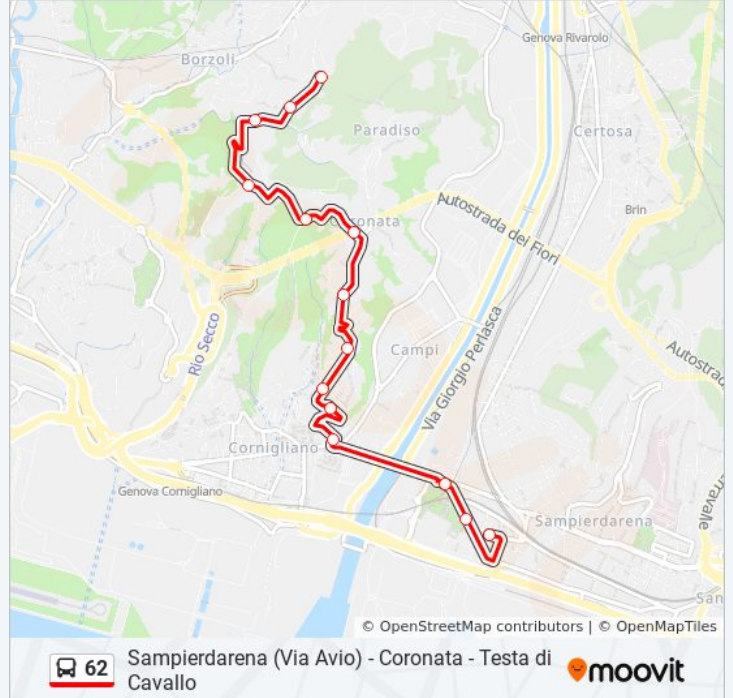 Genova Rivarolo
Borzoli
Paradiso
Certosa
Autostrada dei Fiori
Brin
Rio Secco
Campi
Via Giorgio Perlasca
Autostrada
Cornigliano
Genova Cornigliano
Sampierdarena
San
© OpenStreetMap contributors | © OpenMapTiles
62
Sampierdarena (Via Avio) - Coronata - Testa di
Cavallo
moovit